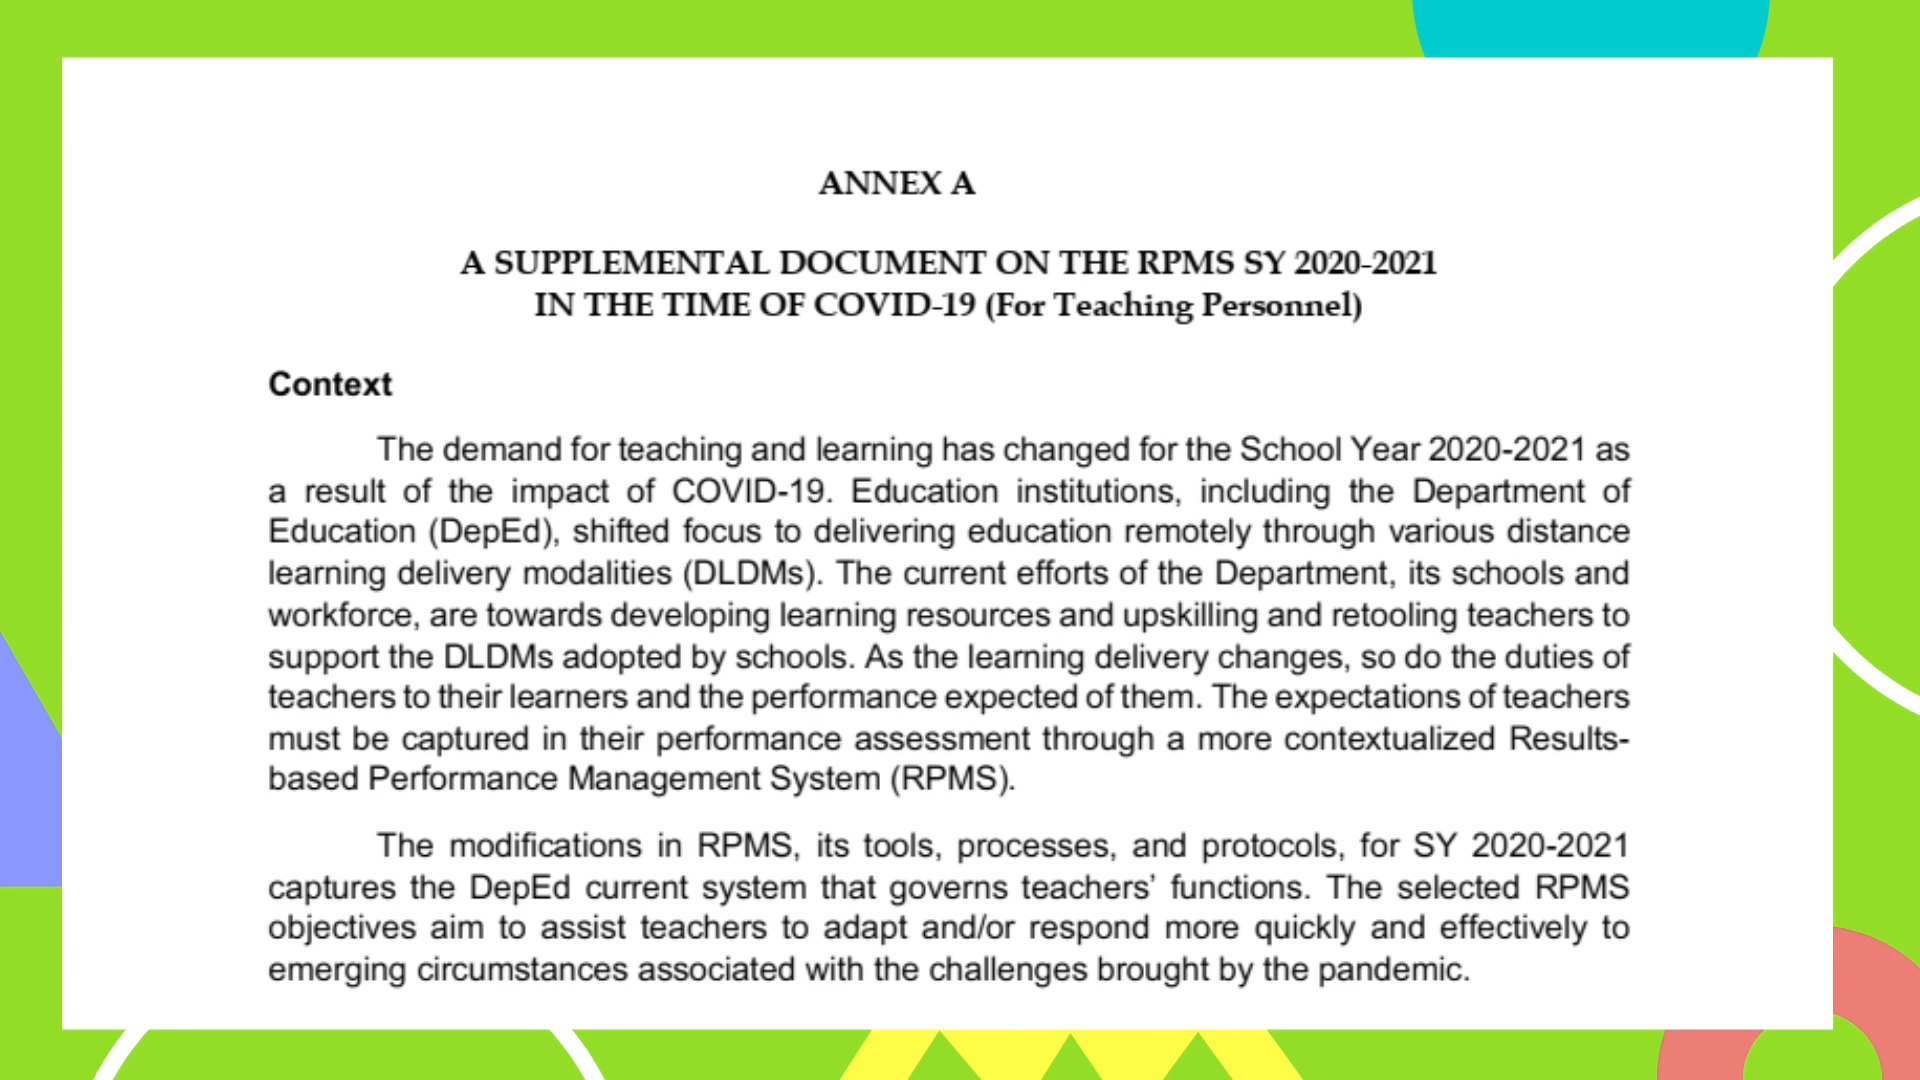 ANNEX A
A SUPPLEMENTAL DOCUMENT ON THE RPMS SY 2020-2021
IN THE TIME OF COVID-19 (For Teaching Personnel)
Context
The demand for teaching and learning has changed for the School Year 2020-2021 as
a result of the impact of COVID-19. Education institutions, including the Department of
Education (DepEd), shifted focus to delivering education remotely through various distance
learning delivery modalities (DLDMs). The current efforts of the Department, its schools and
workforce, are towards developing learning resources and upskilling and retooling teachers to
support the DLDMs adopted by schools. As the learning delivery changes, so do the duties of
teachers to their learners and the performance expected of them. The expectations of teachers
must be captured in their performance assessment through a more contextualized Results-
based Performance Management System (RPMS).
The modifications in RPMS, its tools, processes, and protocols, for SY 2020-2021
captures the DepEd current system that governs teachers’ functions. The selected RPMS
objectives aim to assist teachers to adapt and/or respond more quickly and effectively to
emerging circumstances associated with the challenges brought by the pandemic.